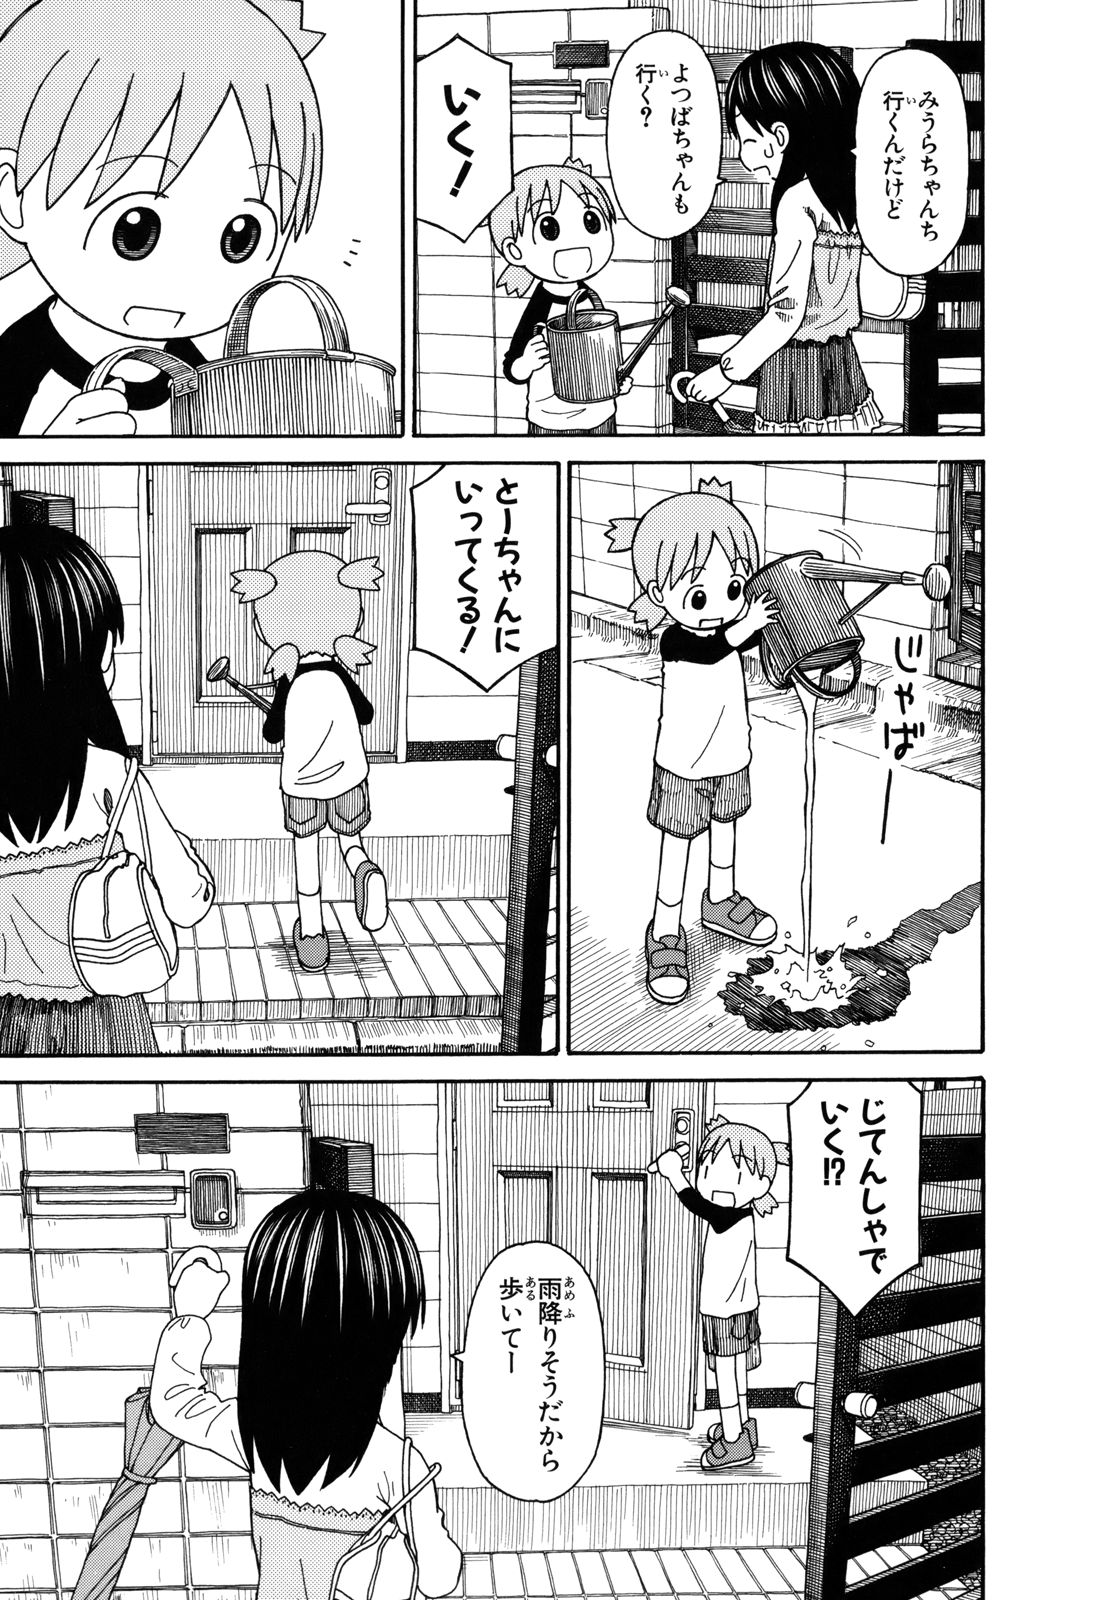 みうらちゃんち
行くんだけど
よつばちゃんも
行く?
いく!
じゃばー
とーちゃんに
いってくる!
じてんしゃで
いく!?
雨降りそうだから
歩いてー